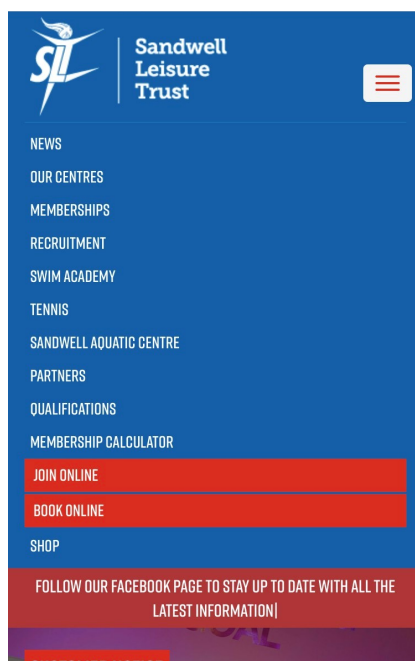 SLT
Sandwell
Leisure
Trust
NEWS
OUR CENTRES
MEMBERSHIPS
RECRUITMENT
SWIM ACADEMY
TENNIS
SANDWELL AQUATIC CENTRE
PARTNERS
QUALIFICATIONS
MEMBERSHIP CALCULATOR
JOIN ONLINE
BOOK ONLINE
SHOP
FOLLOW OUR FACEBOOK PAGE TO STAY UP TO DATE WITH ALL THE
LATEST INFORMATION|